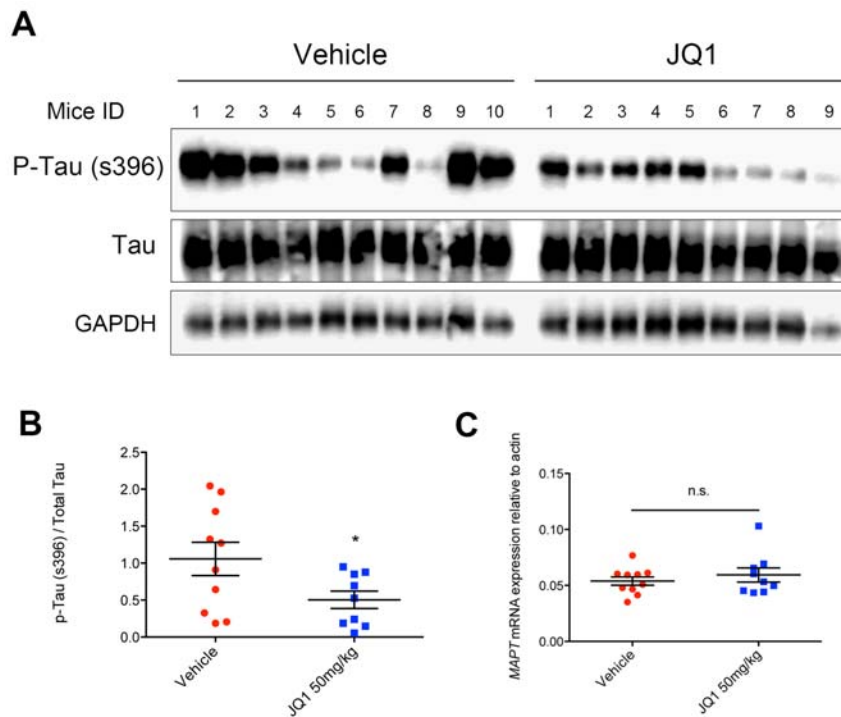 A
Vehicle JQ1
Mice ID 1 2 3 4 5 6 7 8 9 10 1 2 3 4 5 6 7 8 9
P-Tau (s396)
Tau
GAPDH
B
p-Tau (s396) / Total Tau
2.5
2.0
1.5
1.0
0.5
0.0
*
Vehicle
JQ1 50mg/kg
C
MAPT mRNA expression relative to actin
0.15
0.10
0.05
0.00
n.s.
Vehicle
JQ1 50mg/kg